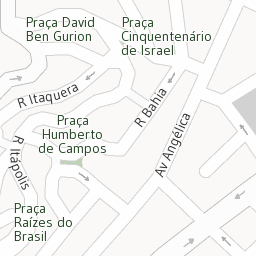 Praça David
Ben Gurion
Praça
Cinquentenário
de Israel
R Itaquera
R Bahia
Praça
Humberto
de Campos
Av Angélica
R Itápolis
Praça
Raízes do
Brasil